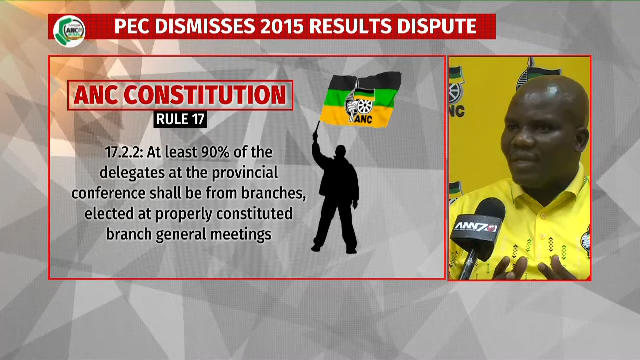 PEC DISMISSES 2015 RESULTS DISPUTE
ANC CONSTITUTION
RULE 17
17.2.2: At least 90% of the
delegates at the provincial
conference shall be from branches,
elected at properly constituted
branch general meetings
ANC
ANC
ANN7